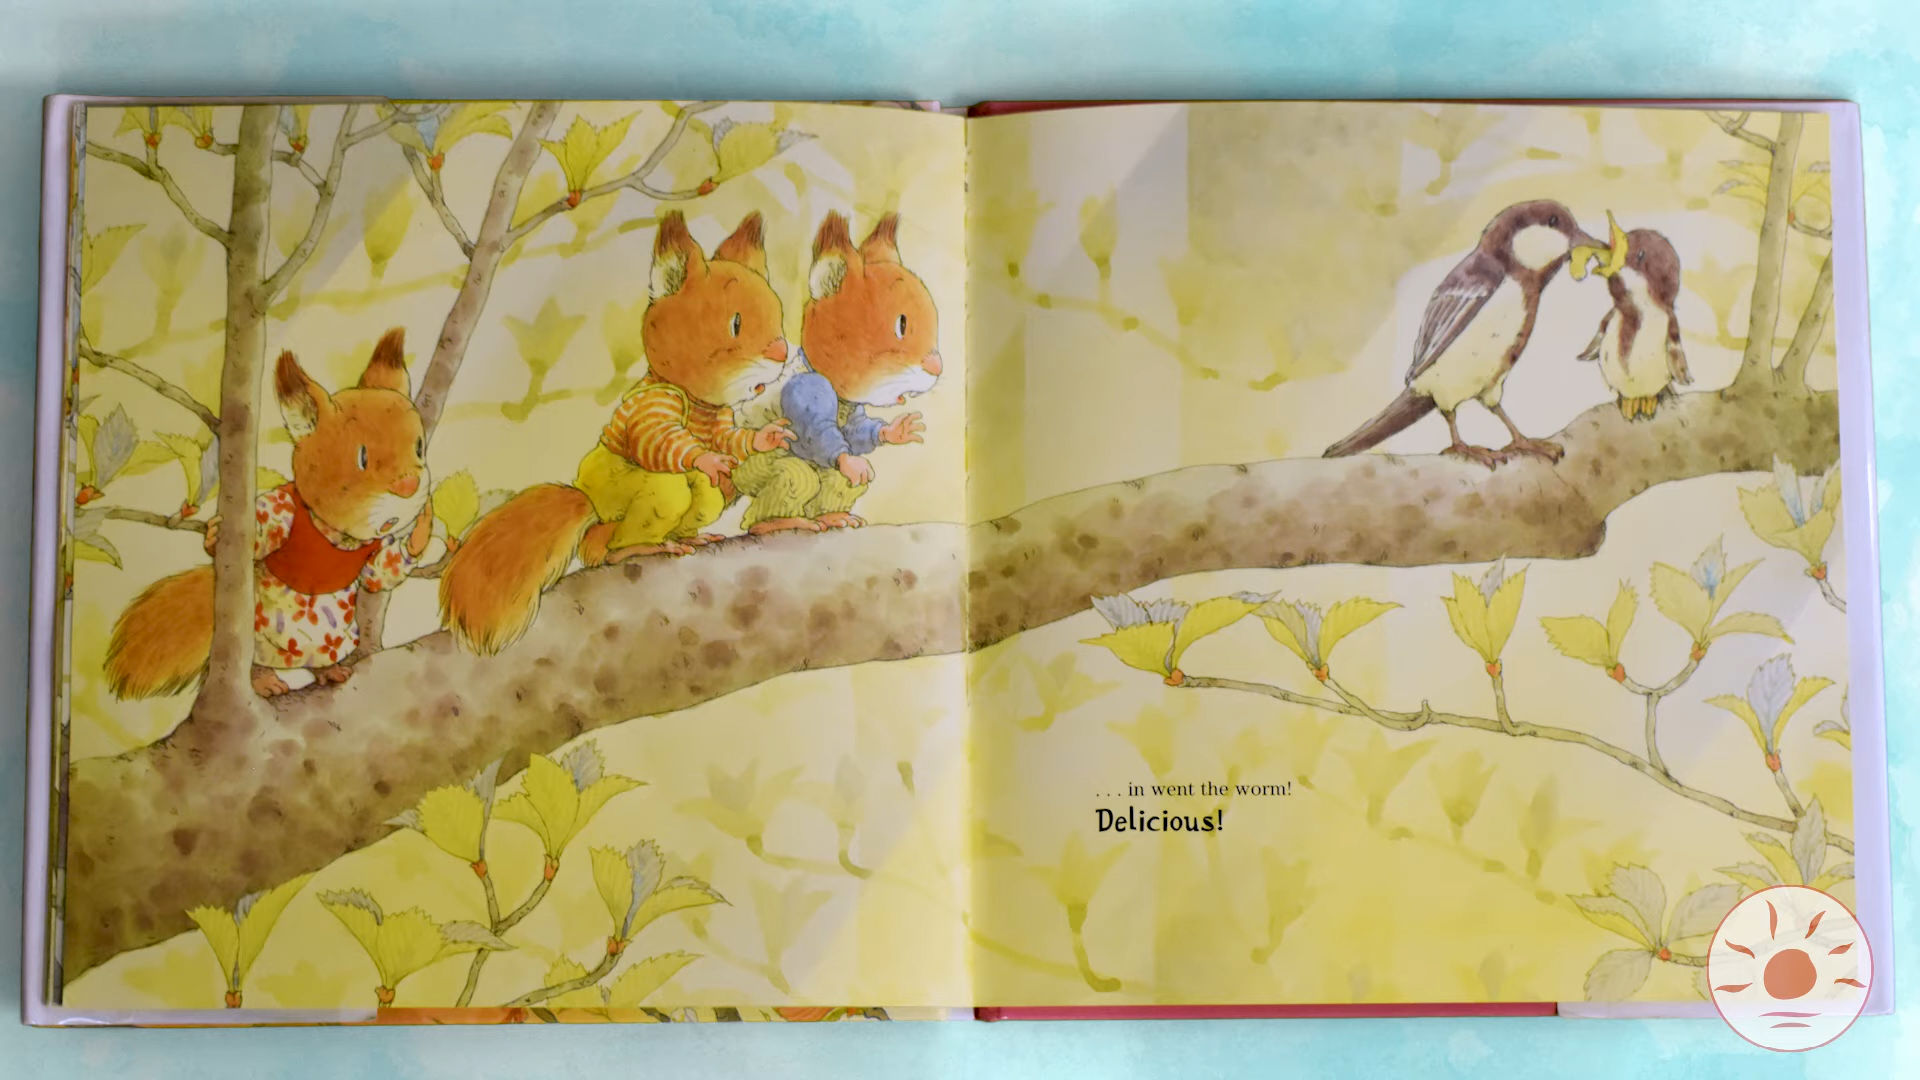 . . . in went the worm!
Delicious!